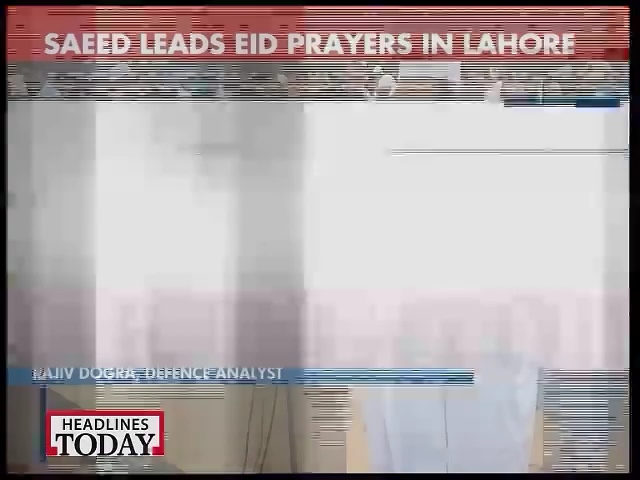 SAEED LEADS EID PRAYERS IN LAHORE
RAJIV DOGRA, DEFENCE ANALYST
HEADLINES
TODAY